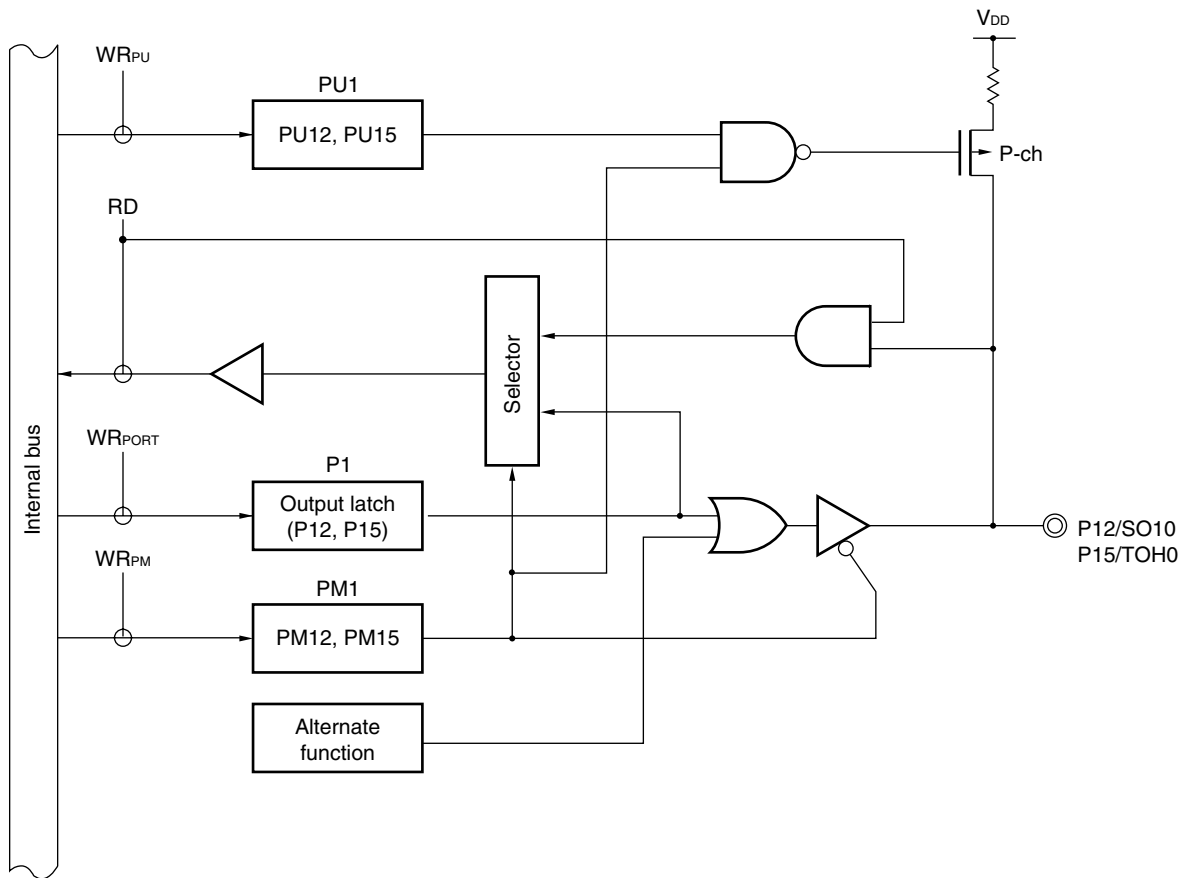 VDD
WRPU
PU1
PU12, PU15
P-ch
RD
Selector
Internal bus
WRPORT
P1
Output latch
(P12, P15)
P12/SO10
P15/TOH0
WRPM
PM1
PM12, PM15
Alternate
function